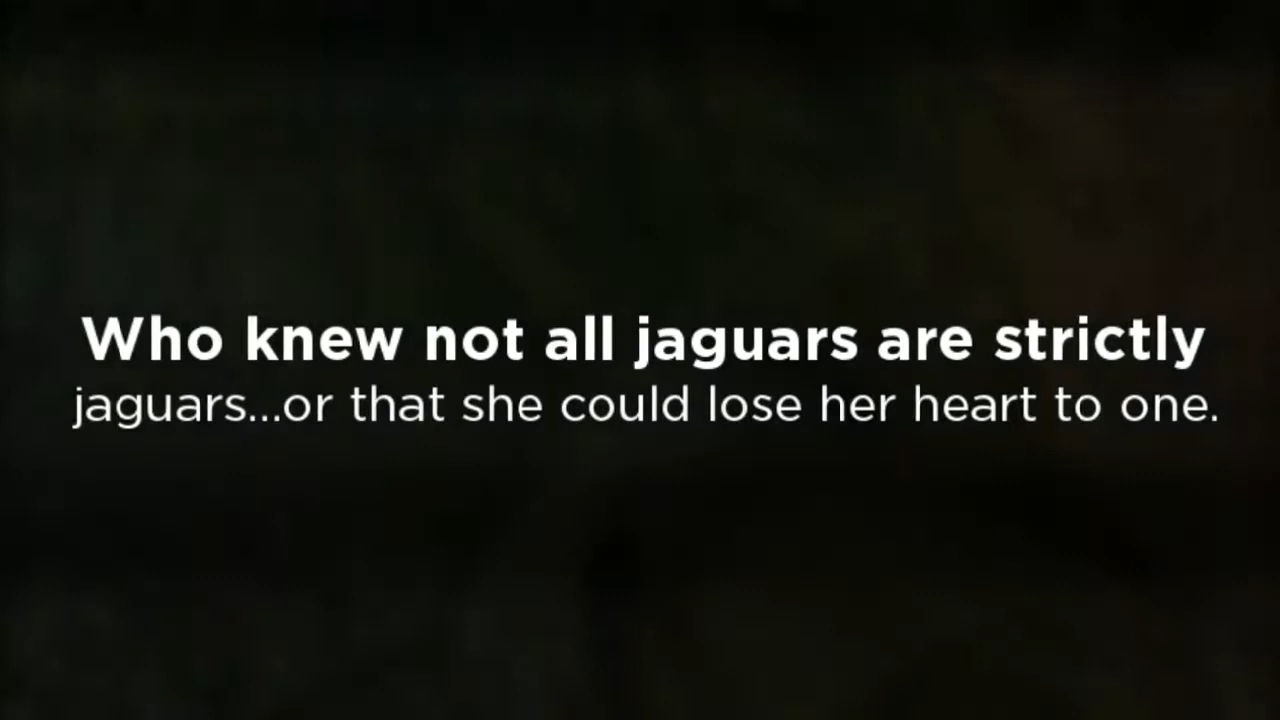 Who knew not all jaguars are strictly
jaguars...or that she could lose her heart to one.